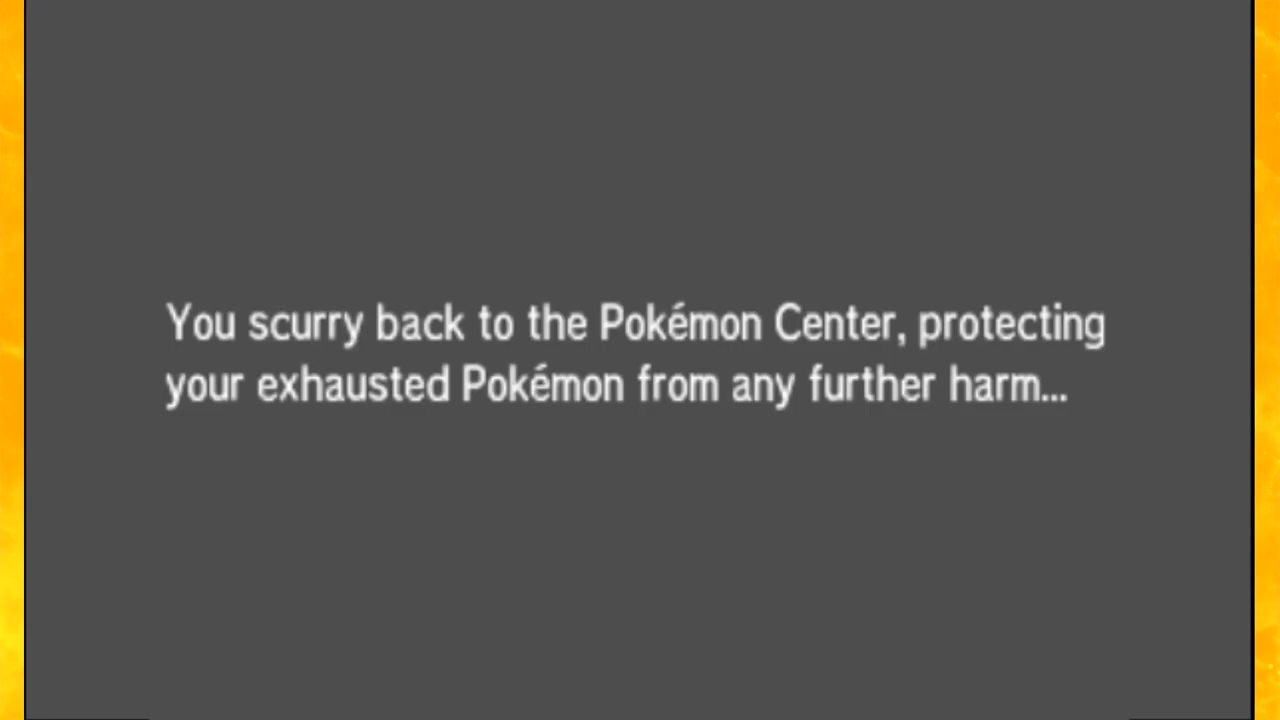 You scurry back to the Pokémon Center, protecting
your exhausted Pokémon from any further harm...